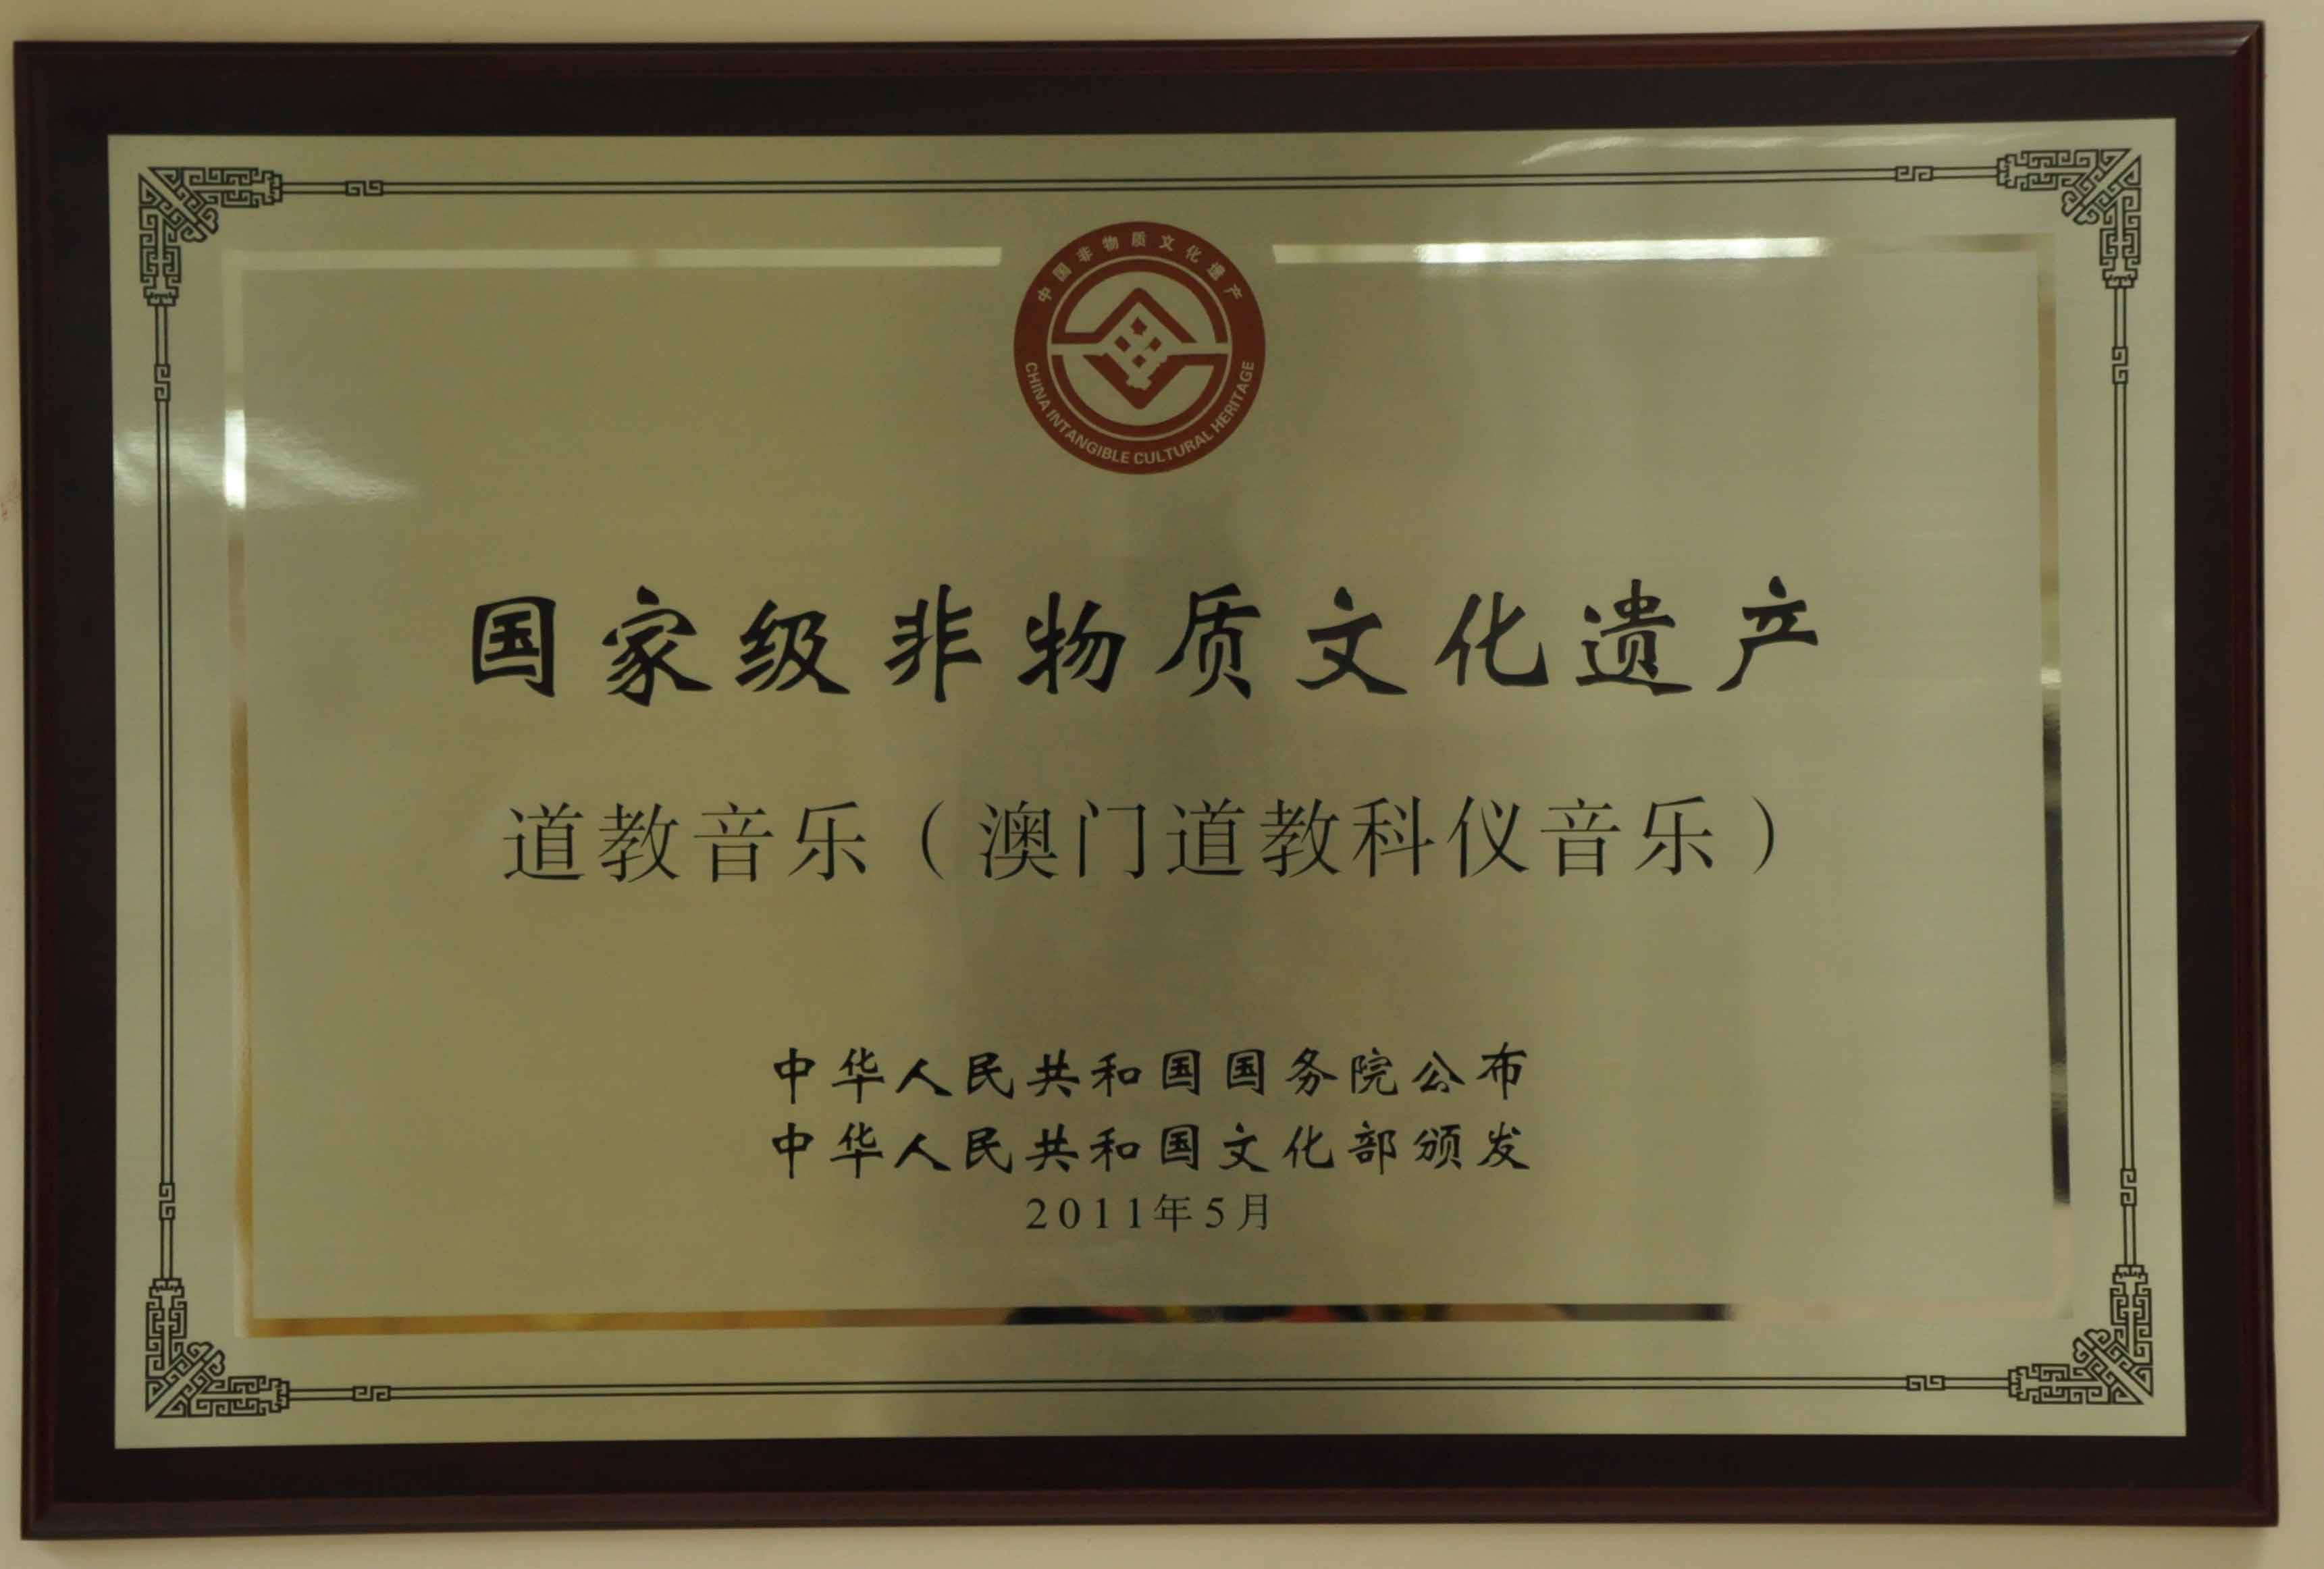 中国非物质文化遗产
CHINA INTANGIBLE CULTURAL HERITAGE
国家级非物质文化遗产
道教音乐（澳门道教科仪音乐）
中华人民共和国国务院公布
中华人民共和国文化部颁发
2011年5月